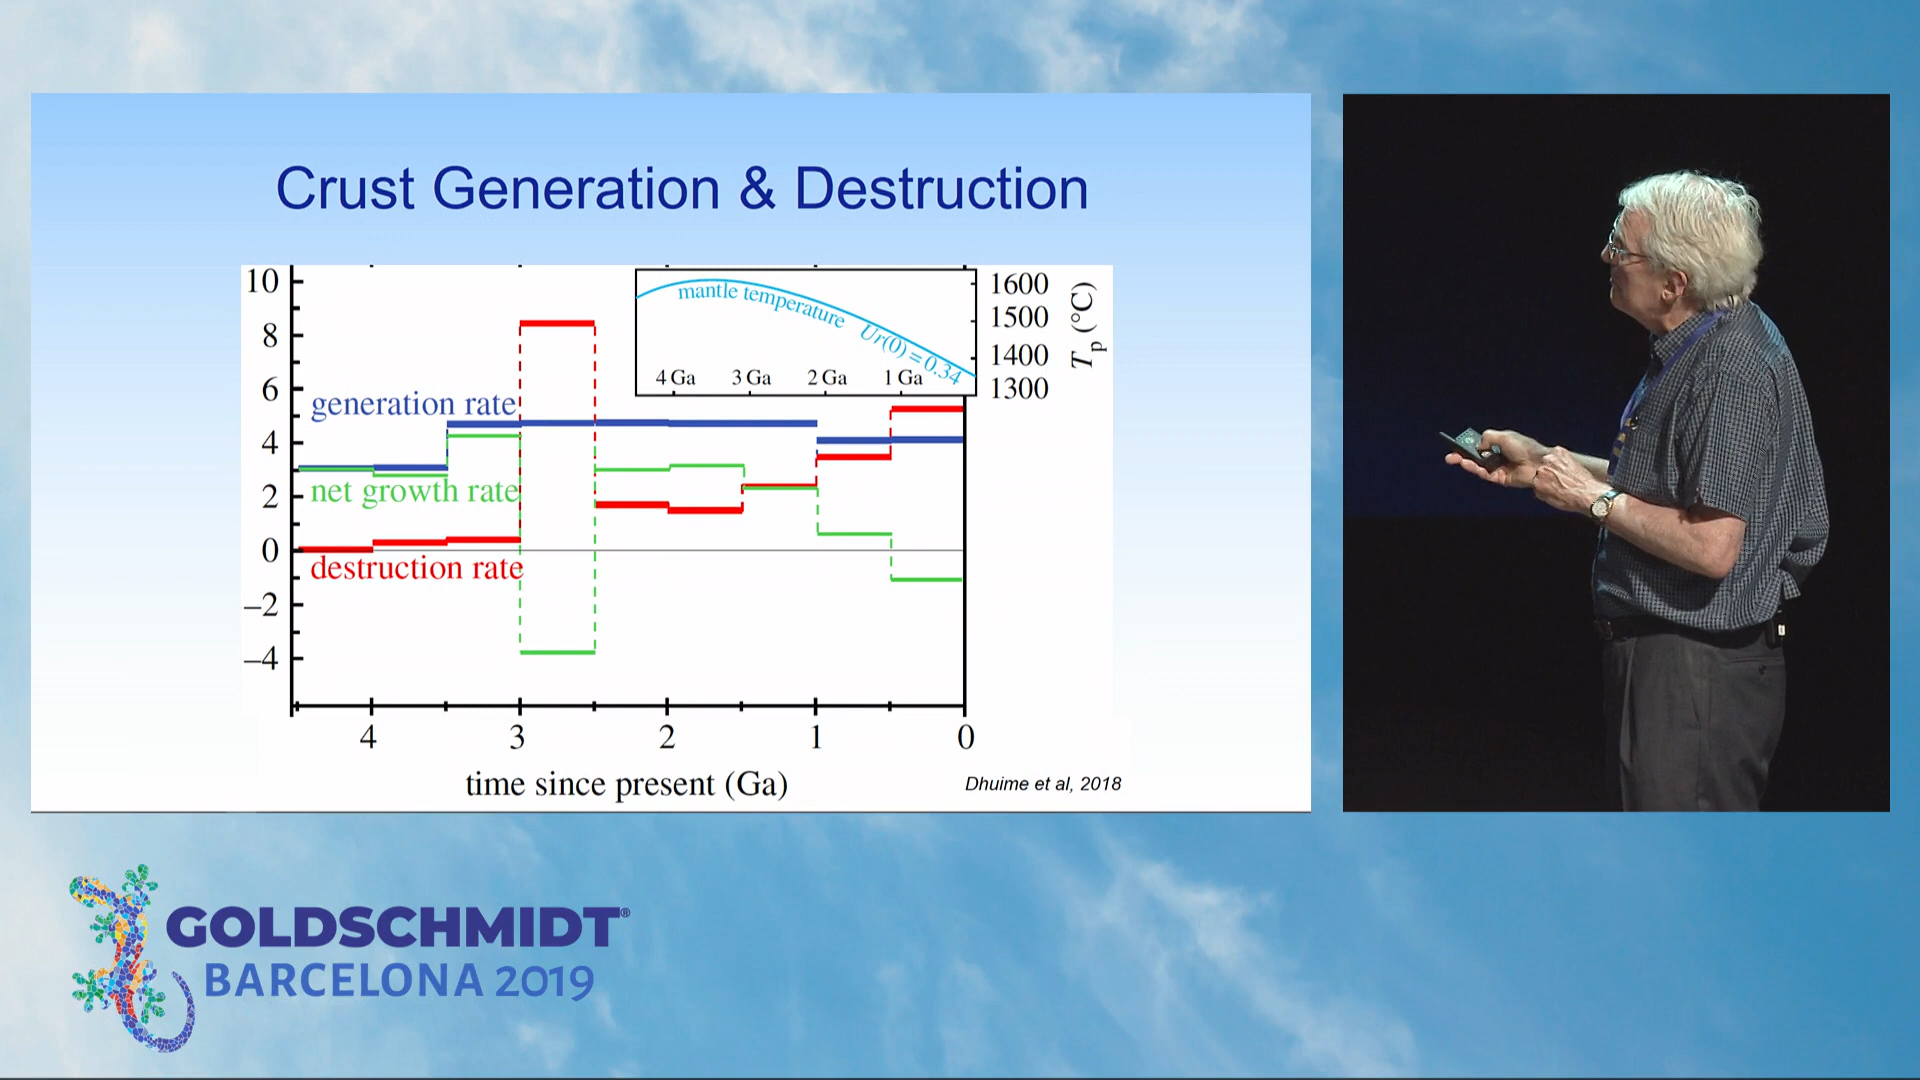 Crust Generation & Destruction
10
8
6
4
2
0
–2
–4
generation rate
net growth rate
destruction rate
mantle temperature
Ur(0) = 0.34
4 Ga
3 Ga
2 Ga
1 Ga
1600
1500
1400
1300
Tp (°C)
4
3
2
1
0
time since present (Ga)
Dhuime et al, 2018
GOLDSCHMIDT®
BARCELONA 2019